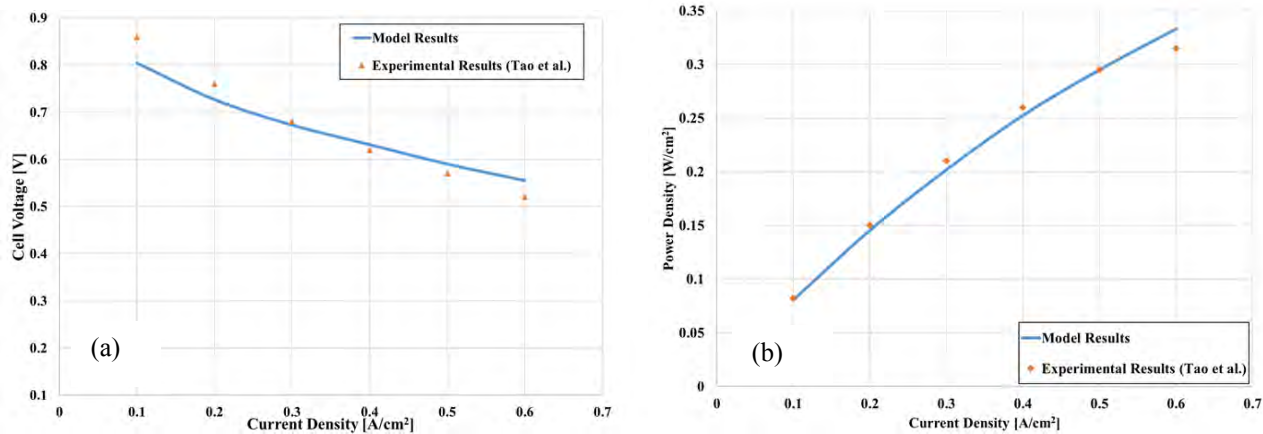 0.9
0.8
0.7
0.6
0.5
0.4
0.3
0.2
0.1
Cell Voltage [V]
Model Results
Experimental Results (Tao et al.)
(a)
0 0.1 0.2 0.3 0.4 0.5 0.6 0.7
Current Density [A/cm²]
0.35
0.3
0.25
0.2
0.15
0.1
0.05
0
Power Density [W/cm²]
(b)
Model Results
Experimental Results (Tao et al.)
0 0.1 0.2 0.3 0.4 0.5 0.6 0.7
Current Density [A/cm²]